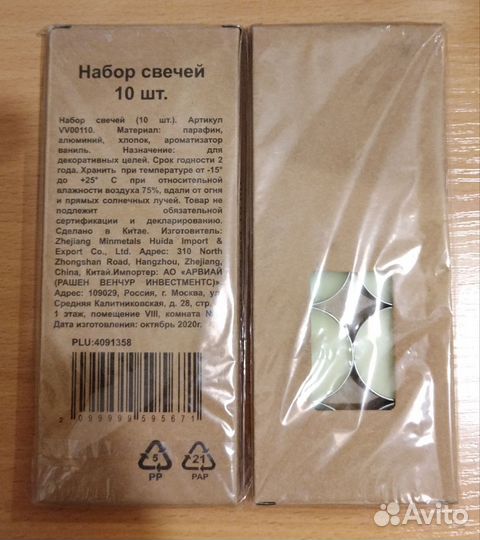 Набор свечей
10 шт.
Набор свечей (10 шт.). Артикул
VV00110. Материал: парафин,
алюминий, хлопок, ароматизатор
ваниль. Назначение: для
декоративных целей. Срок годности 2
года. Хранить при температуре от -15°
до +25° С при относительной
влажности воздуха 75%, вдали от огня
и прямых солнечных лучей. Товар не
подлежит обязательной
сертификации и декларированию.
Сделано в Китае. Изготовитель:
Zhejiang Minmetals Huida Import &
Export Co., Ltd. Адрес: 310 North
Zhongshan Road, Hangzhou, Zhejiang,
China, Китай.Импортер: АО «АРВИАЙ
(РАШЕН ВЕНЧУР ИНВЕСТМЕНТС)»
Адрес: 109029, Россия, г. Москва, ул
Средняя Калитниковская, д. 28, стр.
1 этаж, помещение VIII, комната №
Дата изготовления: октябрь 2020г.
PLU:4091358
2 099999 595671
5 21
PP PAP
Avito